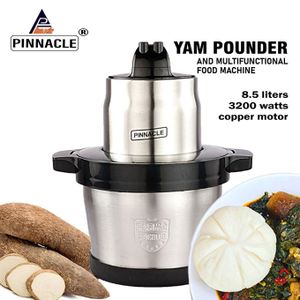 PINNACLE®
YAM POUNDER
AND MULTIFUNCTIONAL
FOOD MACHINE
8.5 liters
3200 watts
copper motor
PINNACLE